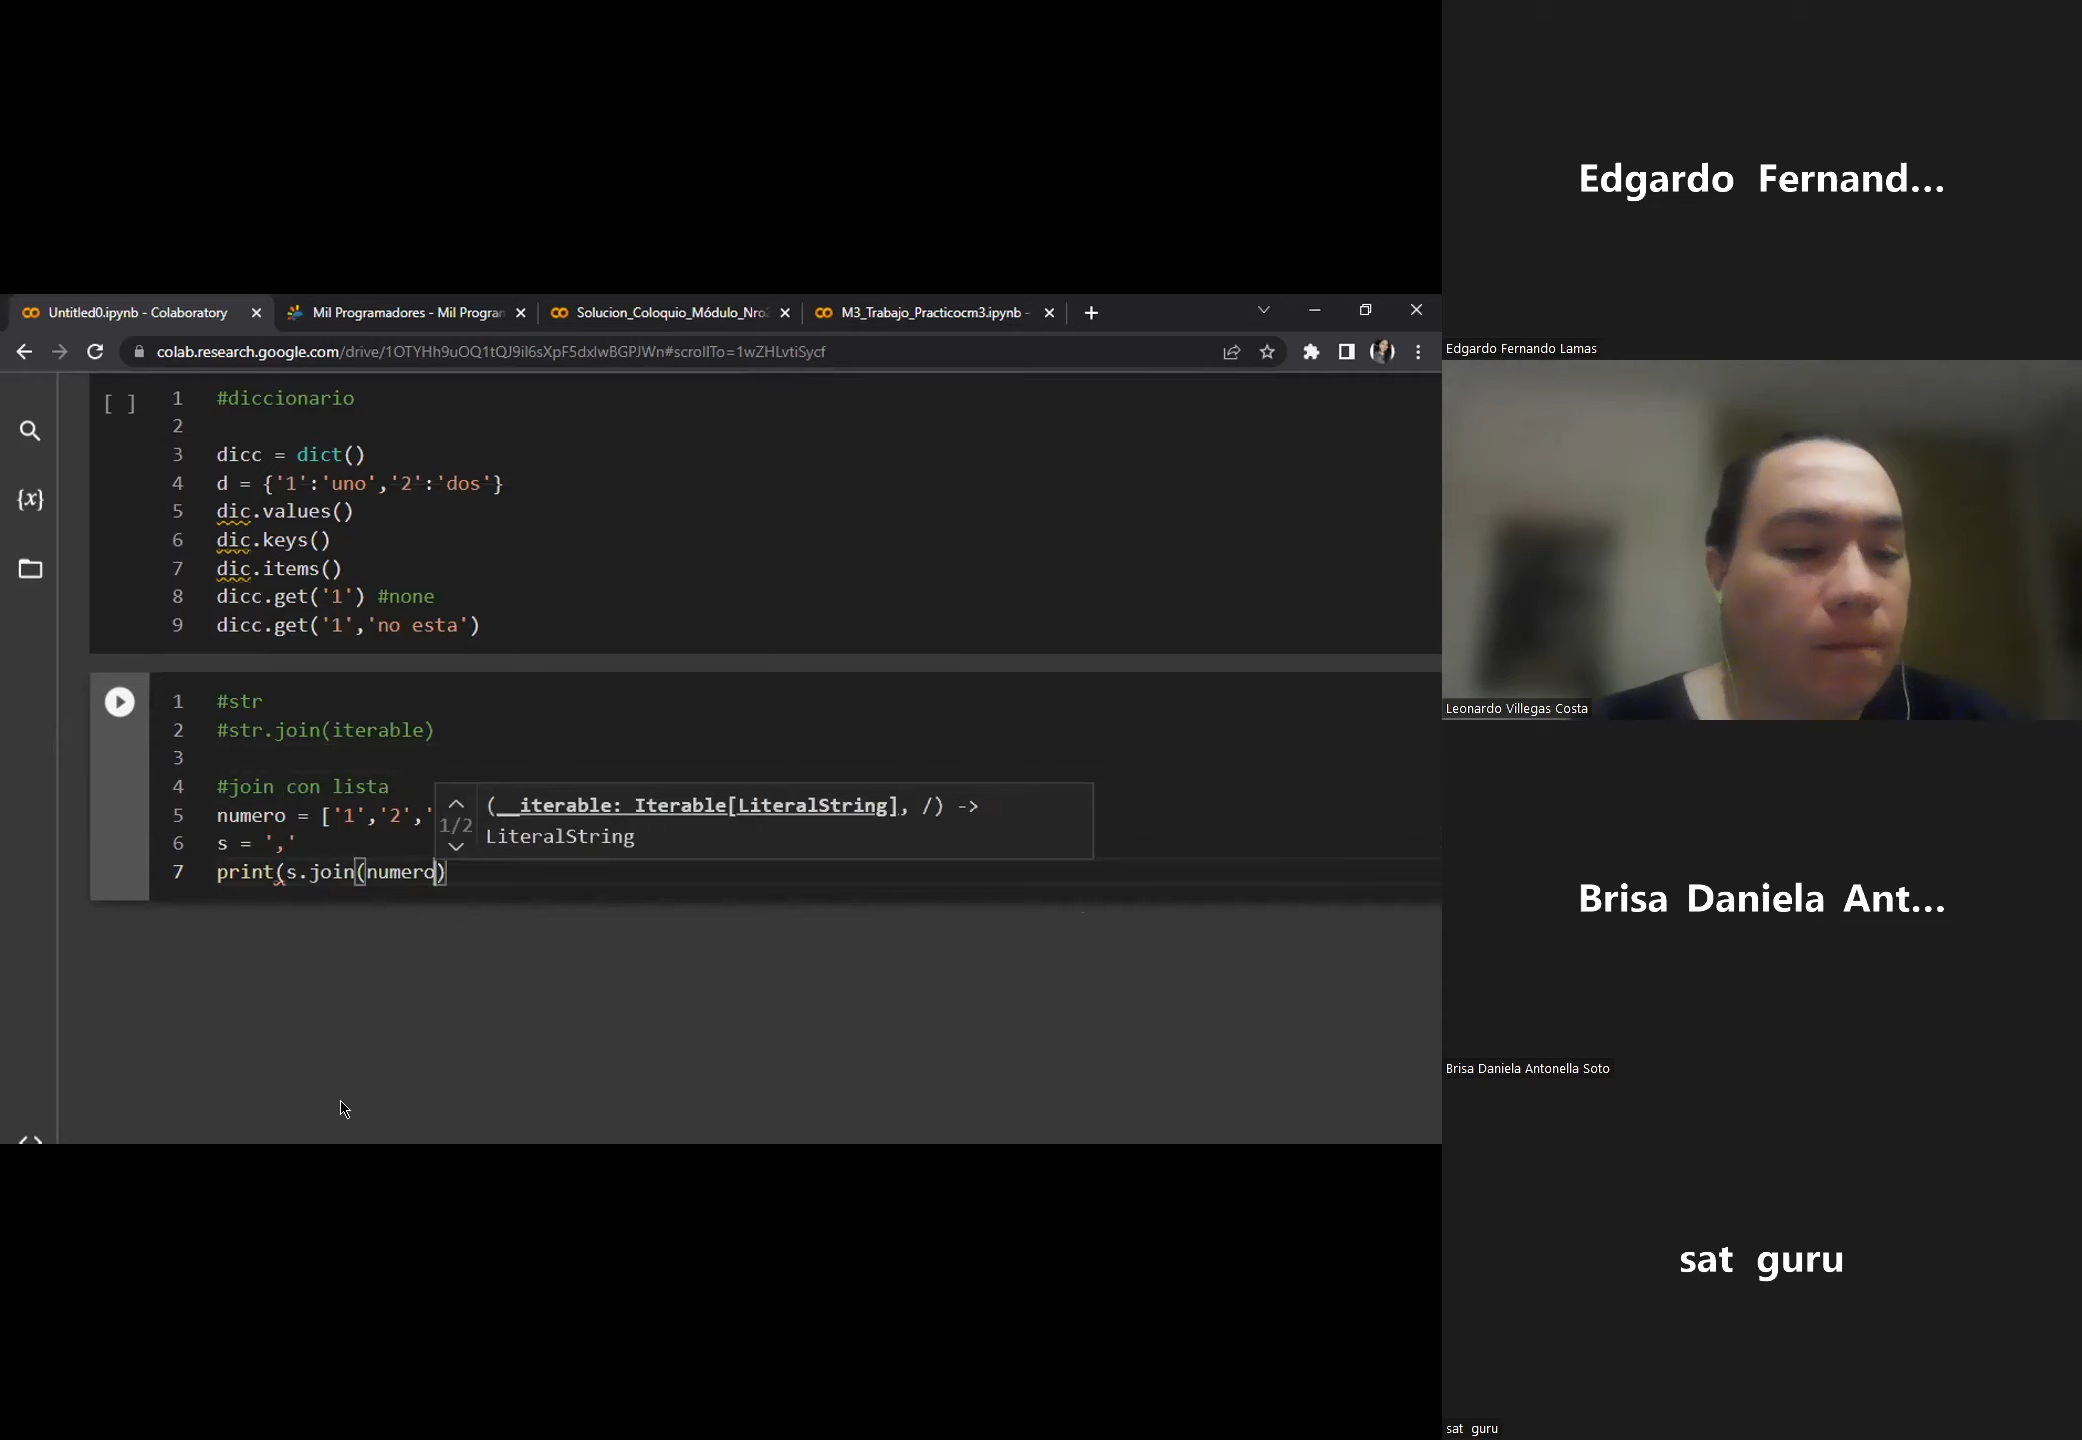 Untitled0.ipynb - Colaboratory
Mil Programadores - Mil Progran
Solucion_Coloquio_Módulo_Nro
M3_Trabajo_Practicocm3.ipynb -
colab.research.google.com/drive/1OTYHh9uOQ1tQJ9il6sXpF5dxlwBGPJWn#scrollTo=1wZHLvtiSycf
[ ]
1 #diccionario
2
3 dicc = dict()
4 d = {'1':'uno','2':'dos'}
5 dic.values()
6 dic.keys()
7 dic.items()
8 dicc.get('1') #none
9 dicc.get('1','no esta')
{x}
1 #str
2 #str.join(iterable)
3
4 #join con lista
5 numero = ['1','2','
6 s = ','
7 print(s.join(numero)
1/2
(__iterable: Iterable[LiteralString], /) ->
LiteralString
Edgardo Fernand...
Edgardo Fernando Lamas
Leonardo Villegas Costa
Brisa Daniela Ant...
Brisa Daniela Antonella Soto
sat guru
sat guru